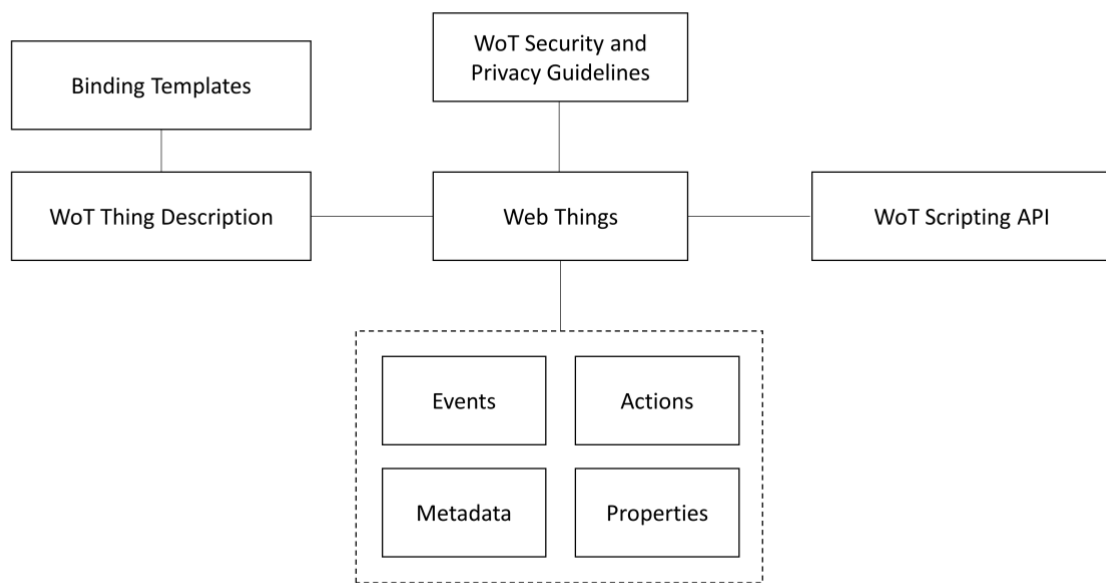 WoT Security and
Privacy Guidelines
Binding Templates
WoT Thing Description
Web Things
WoT Scripting API
Events
Actions
Metadata
Properties